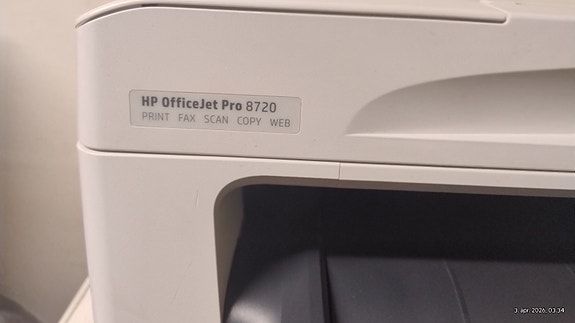 HP OfficeJet Pro 8720
PRINT FAX SCAN COPY WEB
3. apr. 2026, 03.34